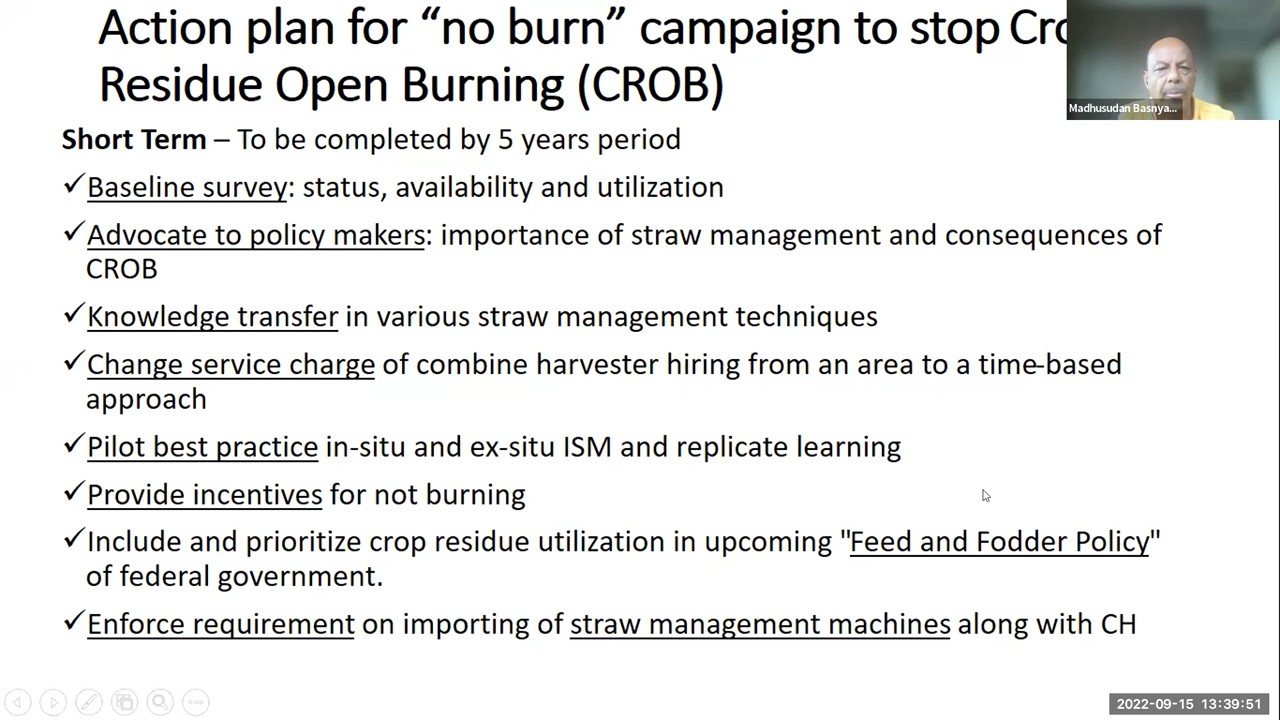 Action plan for “no burn” campaign to stop Cro
Residue Open Burning (CROB)
Madhusudan Basnya...
Short Term – To be completed by 5 years period
✓Baseline survey: status, availability and utilization
✓Advocate to policy makers: importance of straw management and consequences of
CROB
✓Knowledge transfer in various straw management techniques
✓Change service charge of combine harvester hiring from an area to a time-based
approach
✓Pilot best practice in-situ and ex-situ ISM and replicate learning
✓Provide incentives for not burning
✓Include and prioritize crop residue utilization in upcoming "Feed and Fodder Policy"
of federal government.
✓Enforce requirement on importing of straw management machines along with CH
2022-09-15 13:39:51